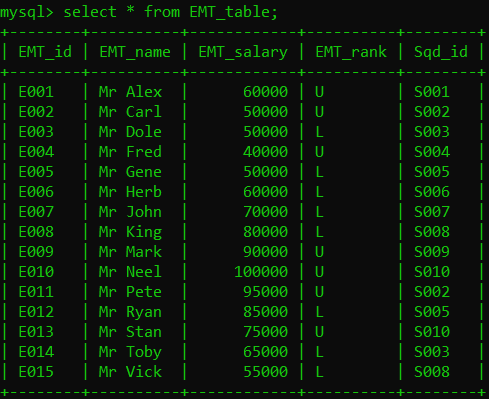 mysql> select * from EMT_table;
+--------+----------+------------+----------+--------+
| EMT_id | EMT_name | EMT_salary | EMT_rank | Sqd_id |
+--------+----------+------------+----------+--------+
| E001   | Mr Alex  |      60000 | U        | S001   |
| E002   | Mr Carl  |      50000 | U        | S002   |
| E003   | Mr Dole  |      50000 | L        | S003   |
| E004   | Mr Fred  |      40000 | U        | S004   |
| E005   | Mr Gene  |      50000 | L        | S005   |
| E006   | Mr Herb  |      60000 | L        | S006   |
| E007   | Mr John  |      70000 | L        | S007   |
| E008   | Mr King  |      80000 | L        | S008   |
| E009   | Mr Mark  |      90000 | U        | S009   |
| E010   | Mr Neel  |     100000 | U        | S010   |
| E011   | Mr Pete  |      95000 | U        | S002   |
| E012   | Mr Ryan  |      85000 | L        | S005   |
| E013   | Mr Stan  |      75000 | U        | S010   |
| E014   | Mr Toby  |      65000 | L        | S003   |
| E015   | Mr Vick  |      55000 | L        | S008   |
+--------+----------+------------+----------+--------+